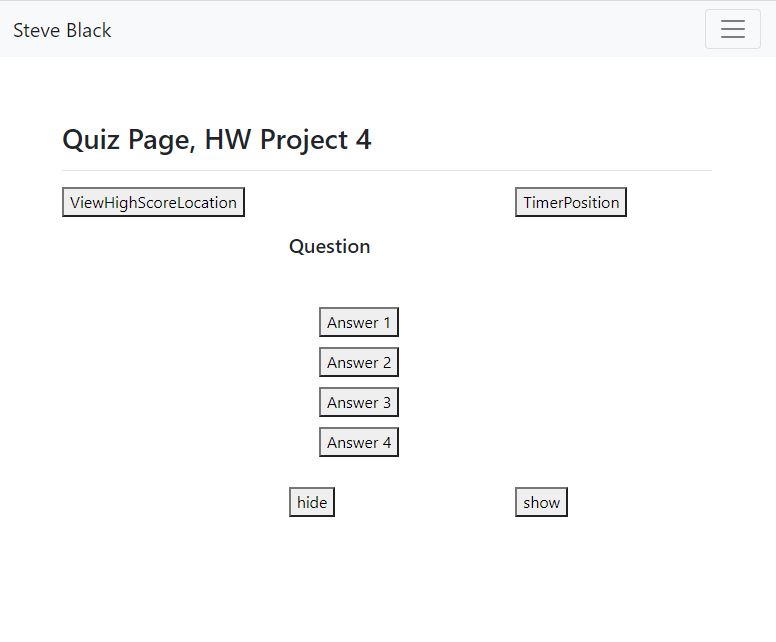 Steve Black
Quiz Page, HW Project 4
ViewHighScoreLocation
TimerPosition
Question
Answer 1
Answer 2
Answer 3
Answer 4
hide
show